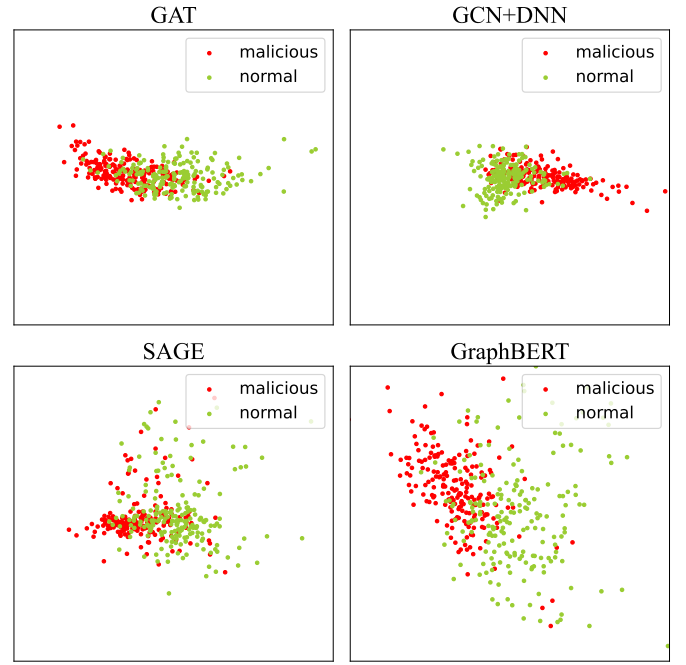 GAT
malicious
normal
GCN+DNN
malicious
normal
SAGE
malicious
normal
GraphBERT
malicious
normal